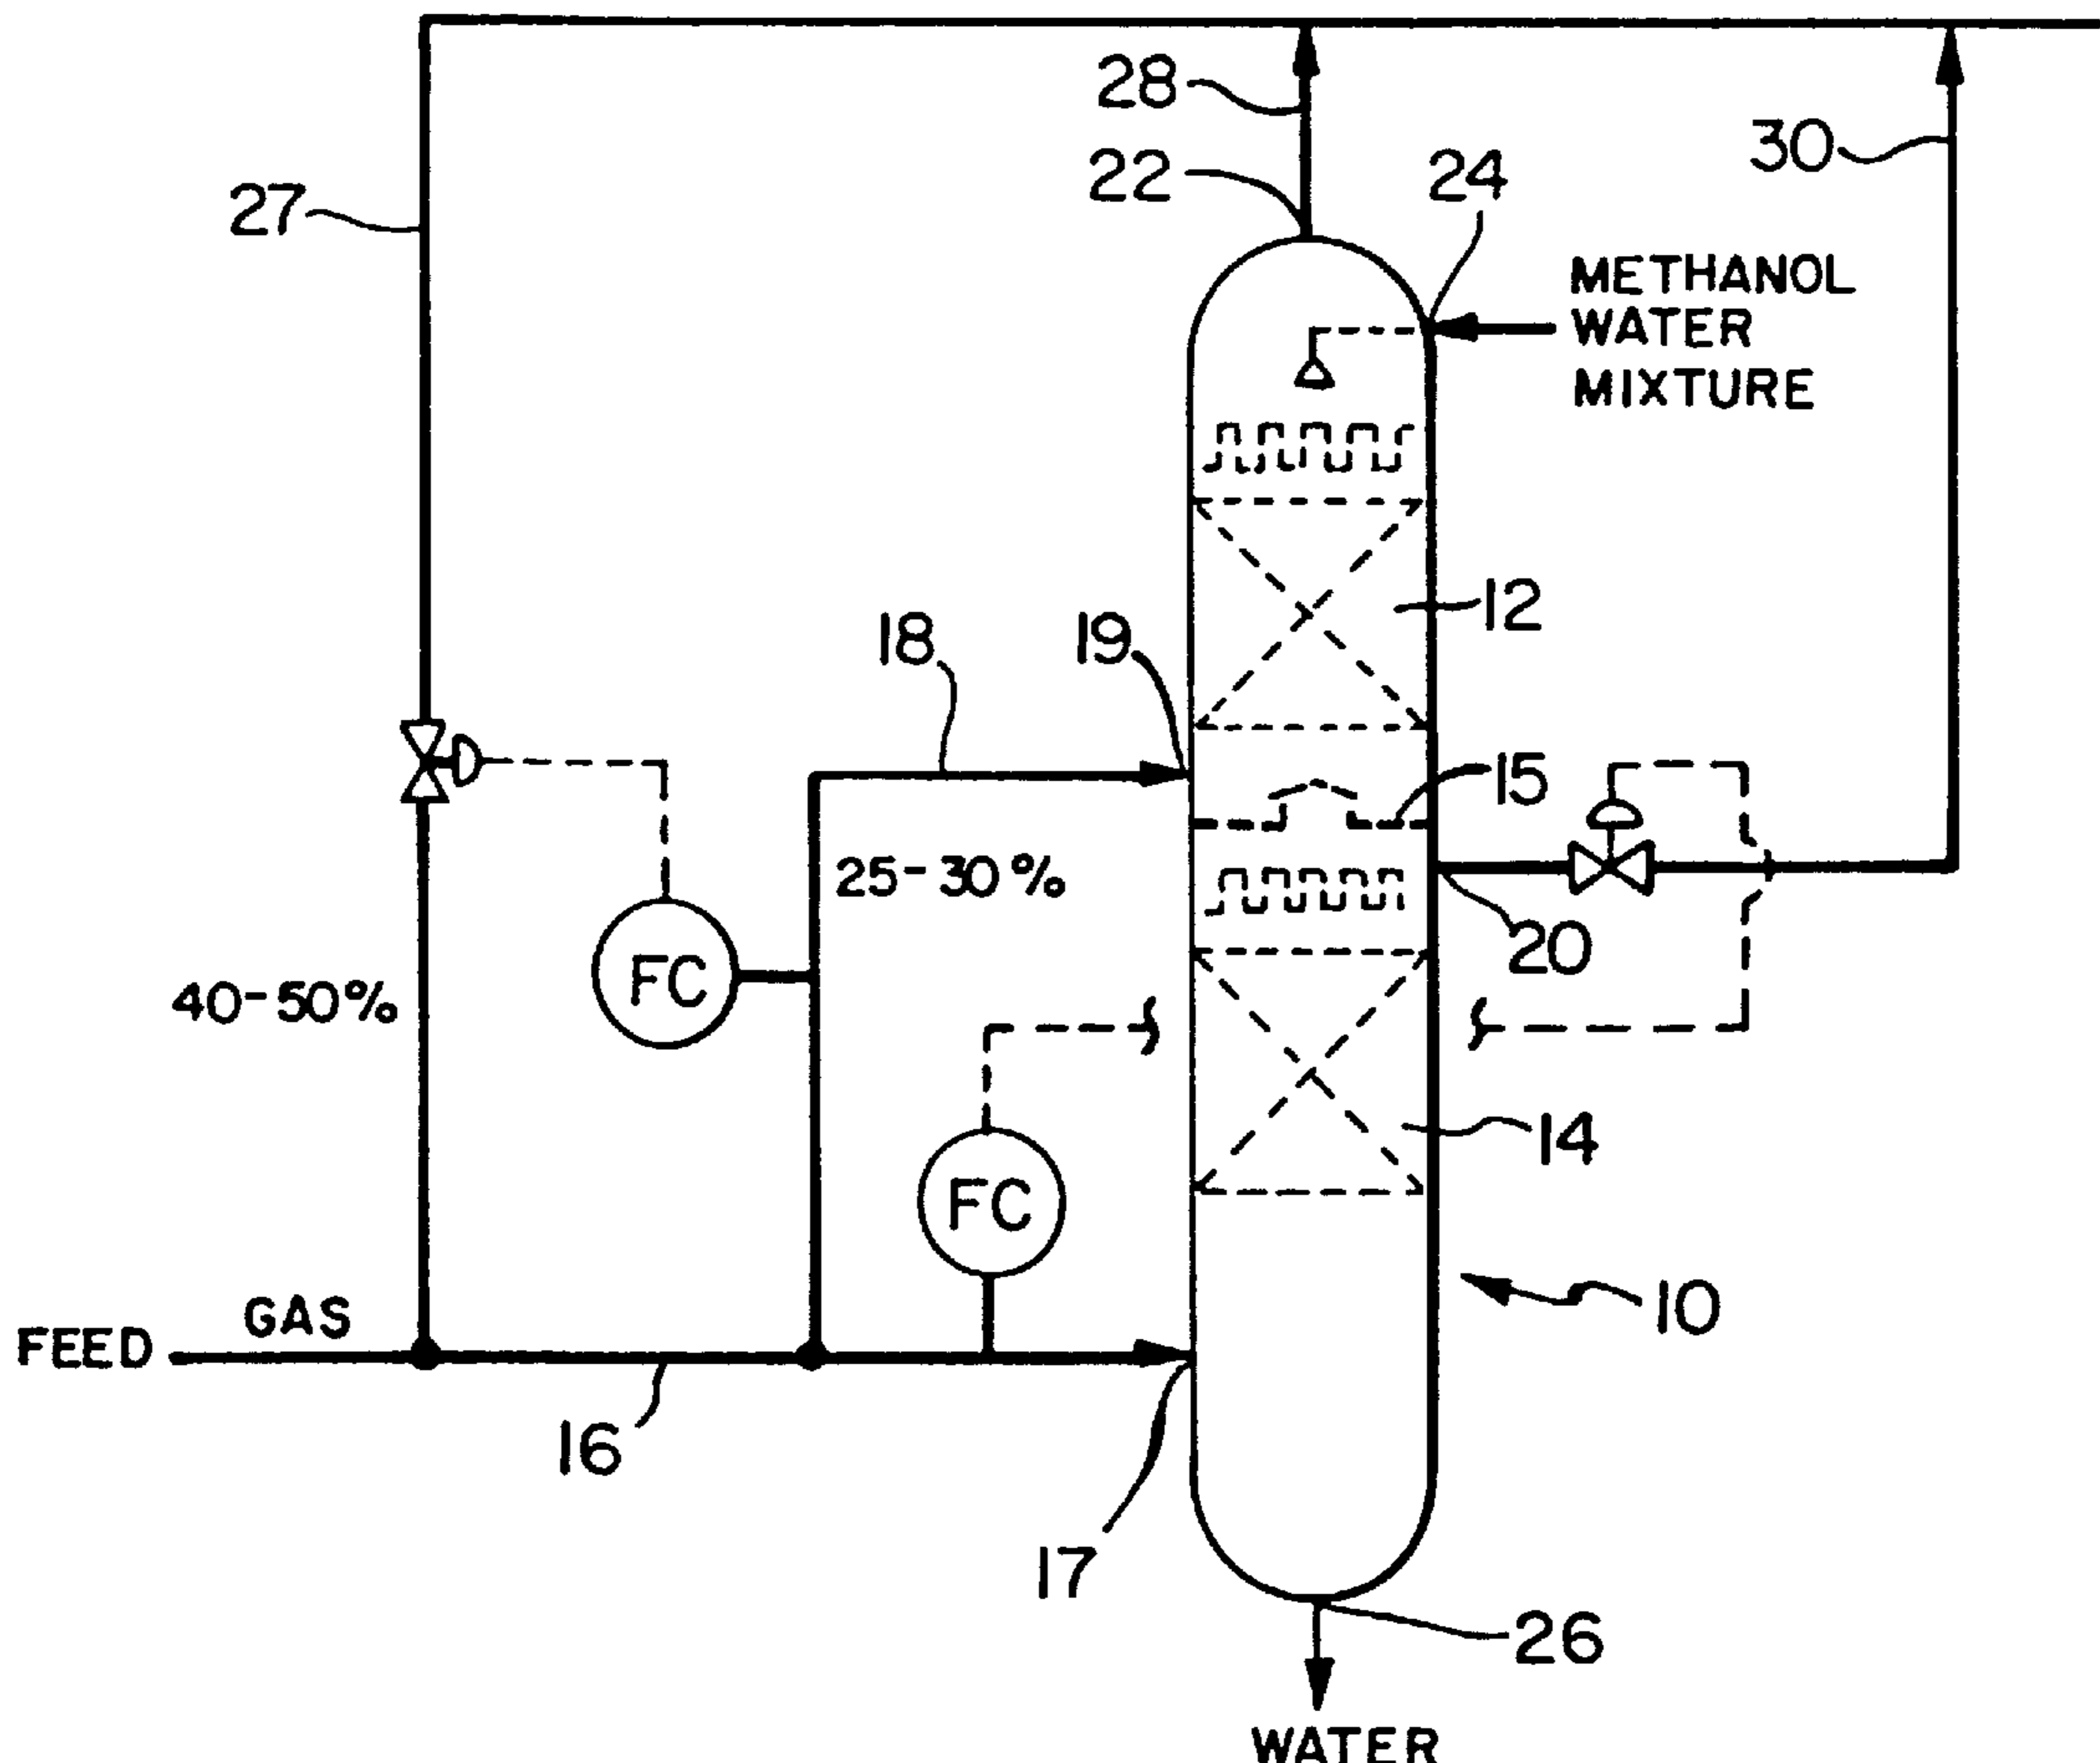 28
30
22
24
27
METHANOL
WATER
MIXTURE
12
18
19
15
25-30%
20
FC
40-50%
14
FC
10
GAS
FEED
16
17
26
WATER